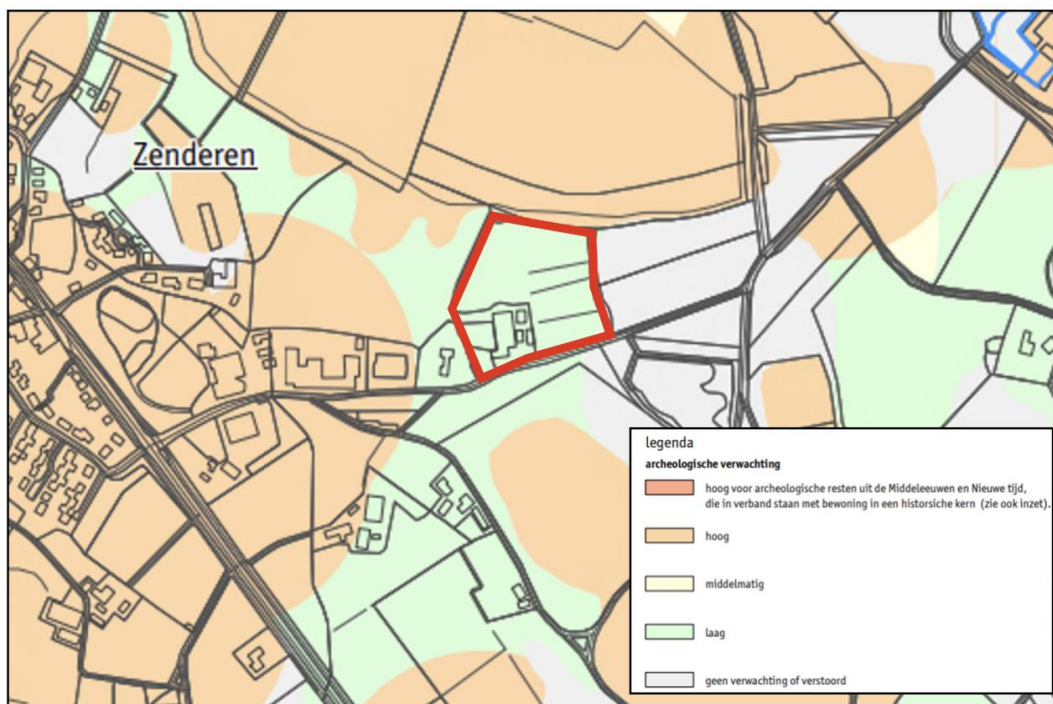 Zenderen
legenda
archeologische verwachting
hoog voor archeologische resten uit de Middeleeuwen en Nieuwe tijd,
die in verband staan met bewoning in een historsiche kern (zie ook inzet).
hoog
middelmatig
laag
geen verwachting of verstoord